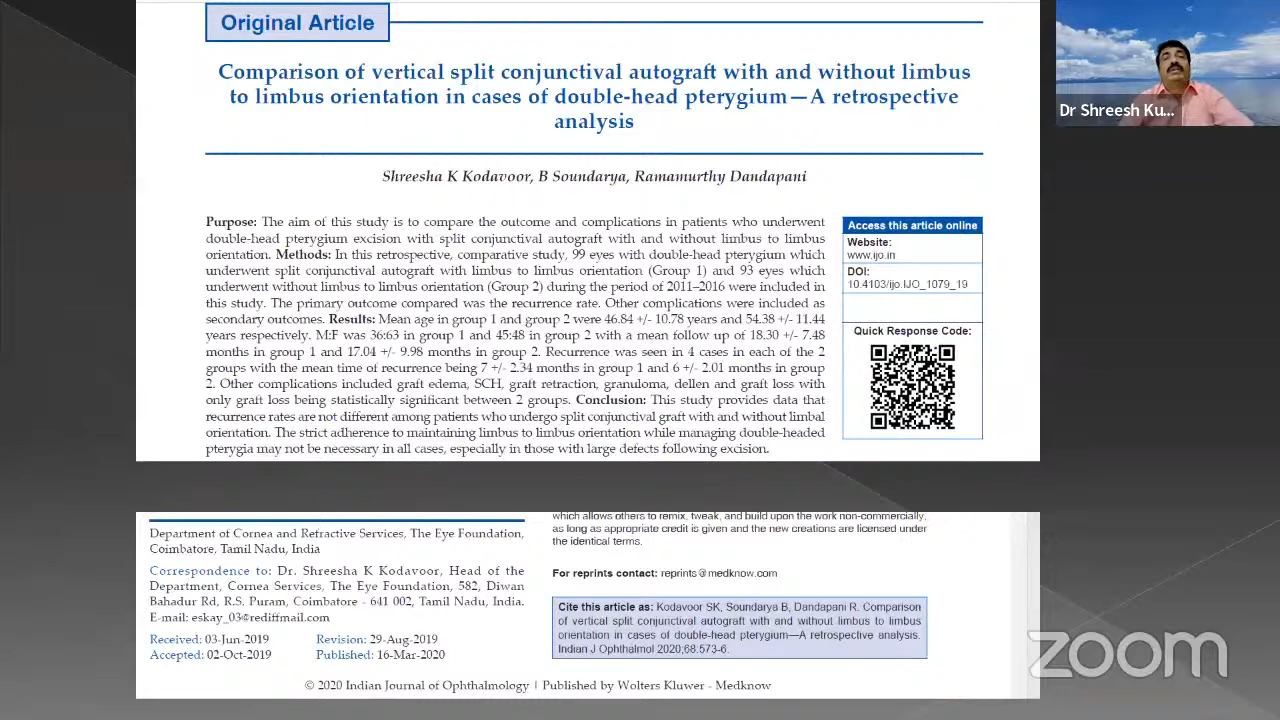 Original Article
Comparison of vertical split conjunctival autograft with and without limbus
to limbus orientation in cases of double-head pterygium—A retrospective
analysis
Shreesha K Kodavoor, B Soundarya, Ramamurthy Dandapani
Purpose: The aim of this study is to compare the outcome and complications in patients who underwent
double-head pterygium excision with split conjunctival autograft with and without limbus to limbus
orientation. Methods: In this retrospective, comparative study, 99 eyes with double-head pterygium which
underwent split conjunctival autograft with limbus to limbus orientation (Group 1) and 93 eyes which
underwent without limbus to limbus orientation (Group 2) during the period of 2011–2016 were included in
this study. The primary outcome compared was the recurrence rate. Other complications were included as
secondary outcomes. Results: Mean age in group 1 and group 2 were 46.84 +/- 10.78 years and 54.38 +/- 11.44
years respectively. M:F was 36:63 in group 1 and 45:48 in group 2 with a mean follow up of 18.30 +/- 7.48
months in group 1 and 17.04 +/- 9.98 months in group 2. Recurrence was seen in 4 cases in each of the 2
groups with the mean time of recurrence being 7 +/- 2.34 months in group 1 and 6 +/- 2.01 months in group
2. Other complications included graft edema, SCH, graft retraction, granuloma, dellen and graft loss with
only graft loss being statistically significant between 2 groups. Conclusion: This study provides data that
recurrence rates are not different among patients who undergo split conjunctival graft with and without limbal
orientation. The strict adherence to maintaining limbus to limbus orientation while managing double-headed
pterygia may not be necessary in all cases, especially in those with large defects following excision.
Access this article online
Website:
www.ijo.in
DOI:
10.4103/ijo.IJO_1079_19
Quick Response Code:
Dr Shreesh Ku...
Department of Cornea and Refractive Services, The Eye Foundation,
Coimbatore, Tamil Nadu, India
Correspondence to: Dr. Shreesha K Kodavoor, Head of the
Department, Cornea Services, The Eye Foundation, 582, Diwan
Bahadur Rd, R.S. Puram, Coimbatore - 641 002, Tamil Nadu, India.
E-mail: eskay_03@rediffmail.com
Received: 03-Jun-2019 Revision: 29-Aug-2019
Accepted: 02-Oct-2019 Published: 16-Mar-2020
which allows others to remix, tweak, and build upon the work non-commercially,
as long as appropriate credit is given and the new creations are licensed under
the identical terms.
For reprints contact: reprints@medknow.com
Cite this article as: Kodavoor SK, Soundarya B, Dandapani R. Comparison
of vertical split conjunctival autograft with and without limbus to limbus
orientation in cases of double-head pterygium—A retrospective analysis.
Indian J Ophthalmol 2020;68:573-6.
© 2020 Indian Journal of Ophthalmology | Published by Wolters Kluwer - Medknow
zoom